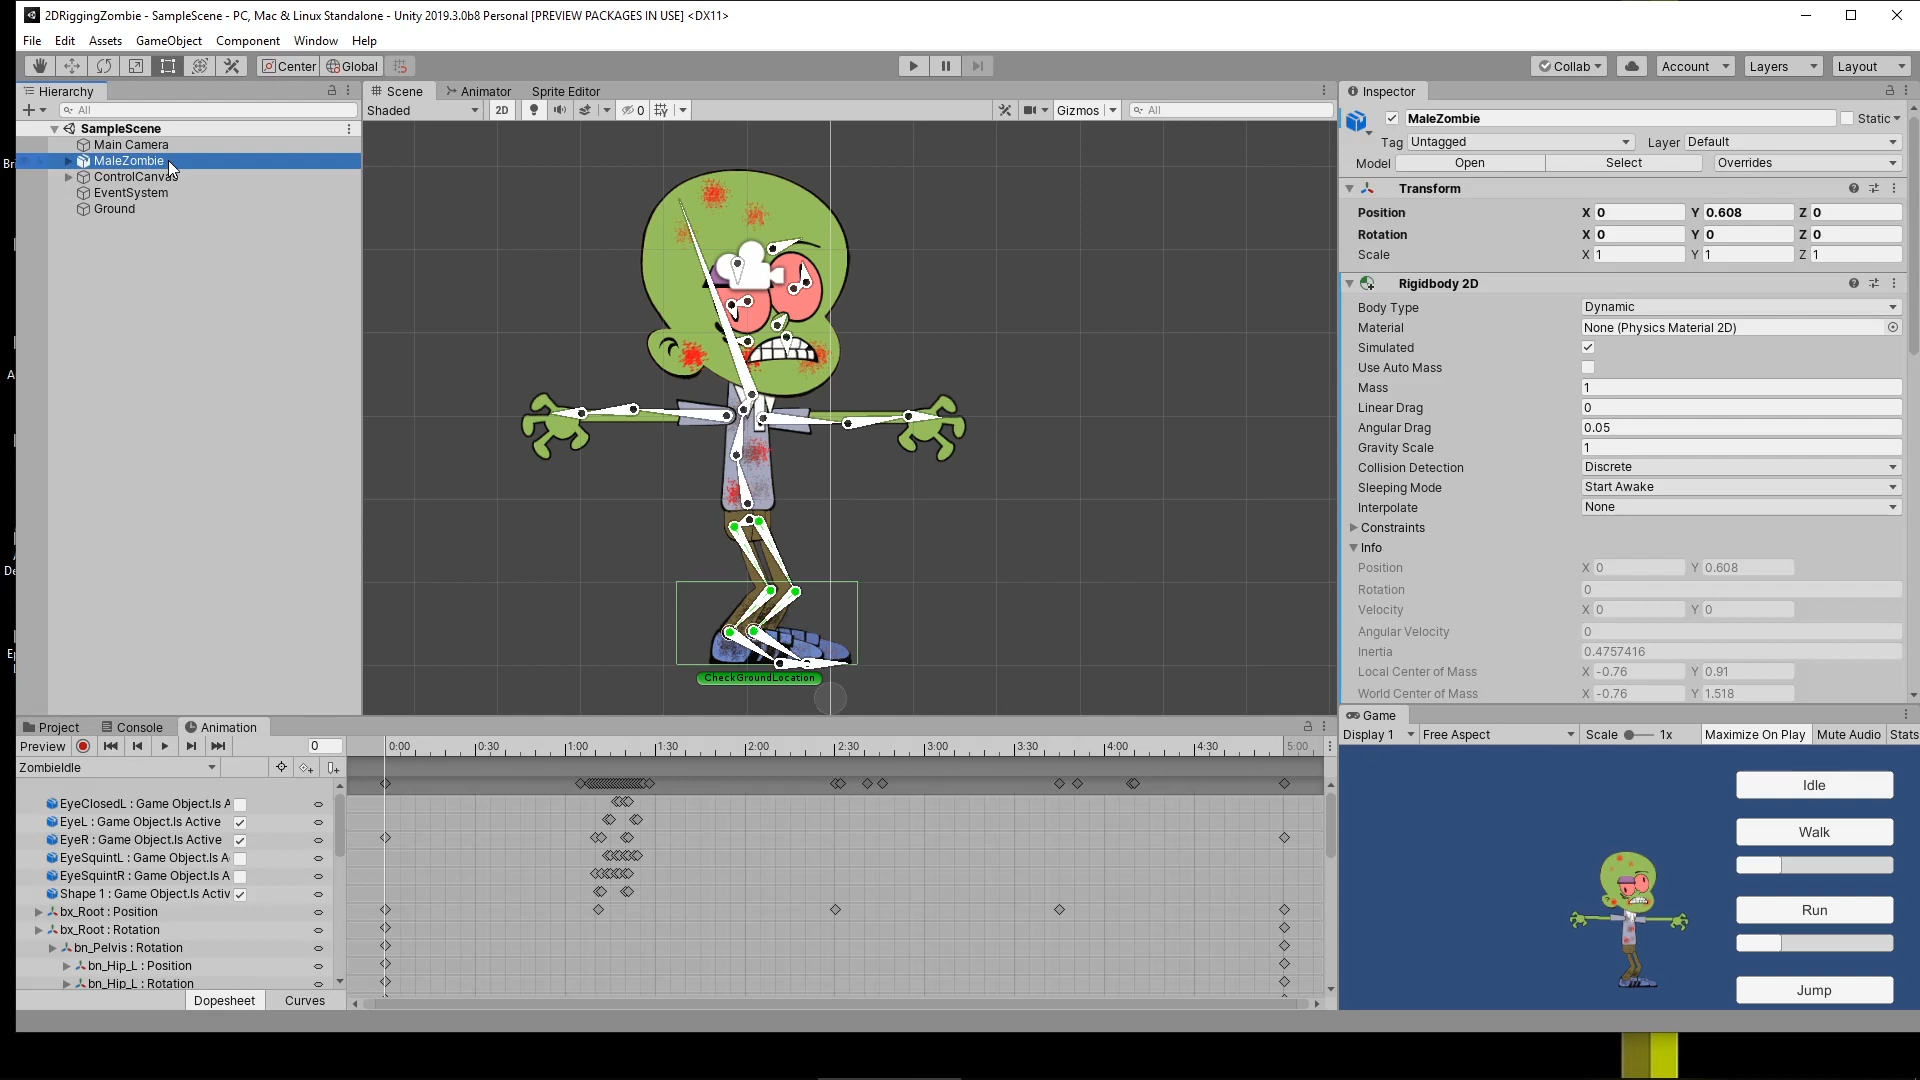 2DRiggingZombie - SampleScene - PC, Mac & Linux Standalone - Unity 2019.3.0b8 Personal [PREVIEW PACKAGES IN USE] <DX11>
File Edit Assets GameObject Component Window Help
Center Global Collab Account Layers Layout
Hierarchy
All
SampleScene
Main Camera
MaleZombie
ControlCanvas
EventSystem
Ground
Scene Animator Sprite Editor
Shaded 2D 0 Gizmos All
CheckGroundLocation
Inspector
MaleZombie Static
Tag Untagged Layer Default
Model Open Select Overrides
Transform
Position X 0 Y 0.608 Z 0
Rotation X 0 Y 0 Z 0
Scale X 1 Y 1 Z 1
Rigidbody 2D
Body Type Dynamic
Material None (Physics Material 2D)
Simulated
Use Auto Mass
Mass 1
Linear Drag 0
Angular Drag 0.05
Gravity Scale 1
Collision Detection Discrete
Sleeping Mode Start Awake
Interpolate None
Constraints
Info
Position X 0 Y 0.608
Rotation 0
Velocity X 0 Y 0
Angular Velocity 0
Inertia 0.4757416
Local Center of Mass X -0.76 Y 0.91
World Center of Mass X -0.76 Y 1.518
Project Console Animation
Preview 0
0:00 0:30 1:00 1:30 2:00 2:30 3:00 3:30 4:00 4:30 5:00
ZombieIdle
EyeClosedL : Game Object.Is A
EyeL : Game Object.Is Active
EyeR : Game Object.Is Active
EyeSquintL : Game Object.Is A
EyeSquintR : Game Object.Is A
Shape 1 : Game Object.Is Activ
bx_Root : Position
bx_Root : Rotation
bn_Pelvis : Rotation
bn_Hip_L : Position
bn_Hip_L : Rotation
Dopesheet Curves
Game
Display 1 Free Aspect Scale 1x Maximize On Play Mute Audio Stats
Idle
Walk
Run
Jump
Bri
A
De
Ep